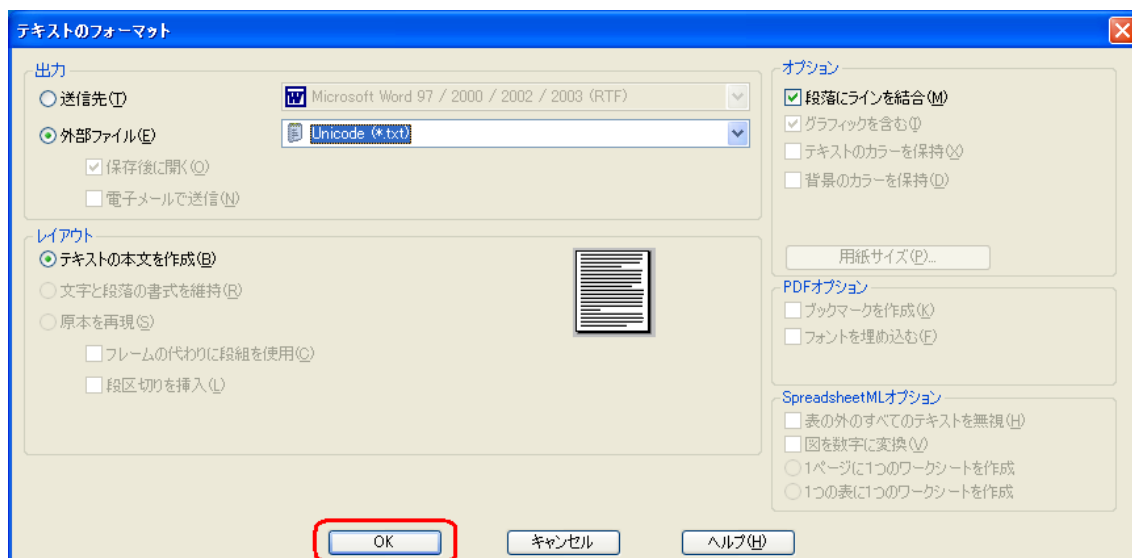 テキストのフォーマット
出力
送信先(T)
Microsoft Word 97 / 2000 / 2002 / 2003 (RTF)
外部ファイル(E)
Unicode (*.txt)
保存後に開く(O)
電子メールで送信(N)
レイアウト
テキストの本文を作成(B)
文字と段落の書式を維持(R)
原本を再現(S)
フレームの代わりに段組を使用(C)
段区切りを挿入(L)
オプション
段落にラインを結合(M)
グラフィックを含む(I)
テキストのカラーを保持(X)
背景のカラーを保持(D)
用紙サイズ(P)...
PDFオプション
ブックマークを作成(K)
フォントを埋め込む(F)
SpreadsheetMLオプション
表の外のすべてのテキストを無視(H)
図を数字に変換(V)
1ページに1つのワークシートを作成
1つの表に1つのワークシートを作成
OK
キャンセル
ヘルプ(H)